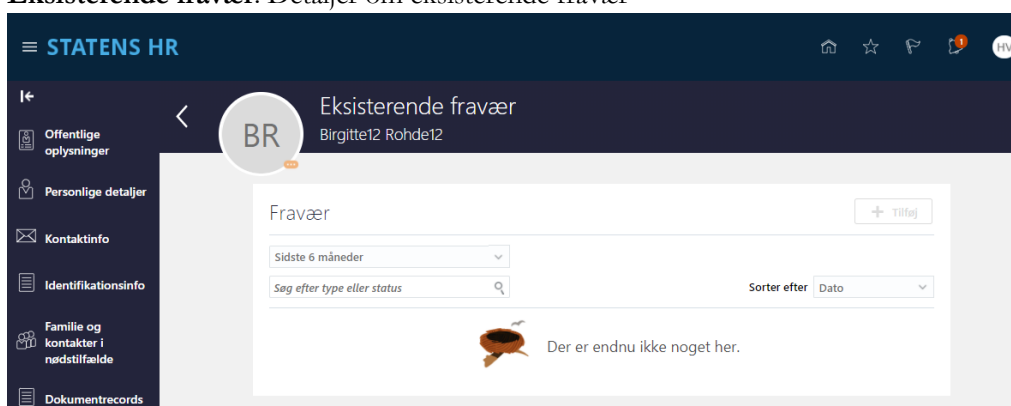 Eksisterende fravær. Detaljer om eksisterende fravær
STATENS HR
1
HV
Offentlige
oplysninger
Personlige detaljer
Kontaktinfo
Identifikationsinfo
Familie og
kontakter i
nødstilfælde
Dokumentrecords
Eksisterende fravær
BR
Birgitte12 Rohde12
Fravær
+ Tilføj
Sidste 6 måneder
Søg efter type eller status
Sorter efter Dato
Der er endnu ikke noget her.